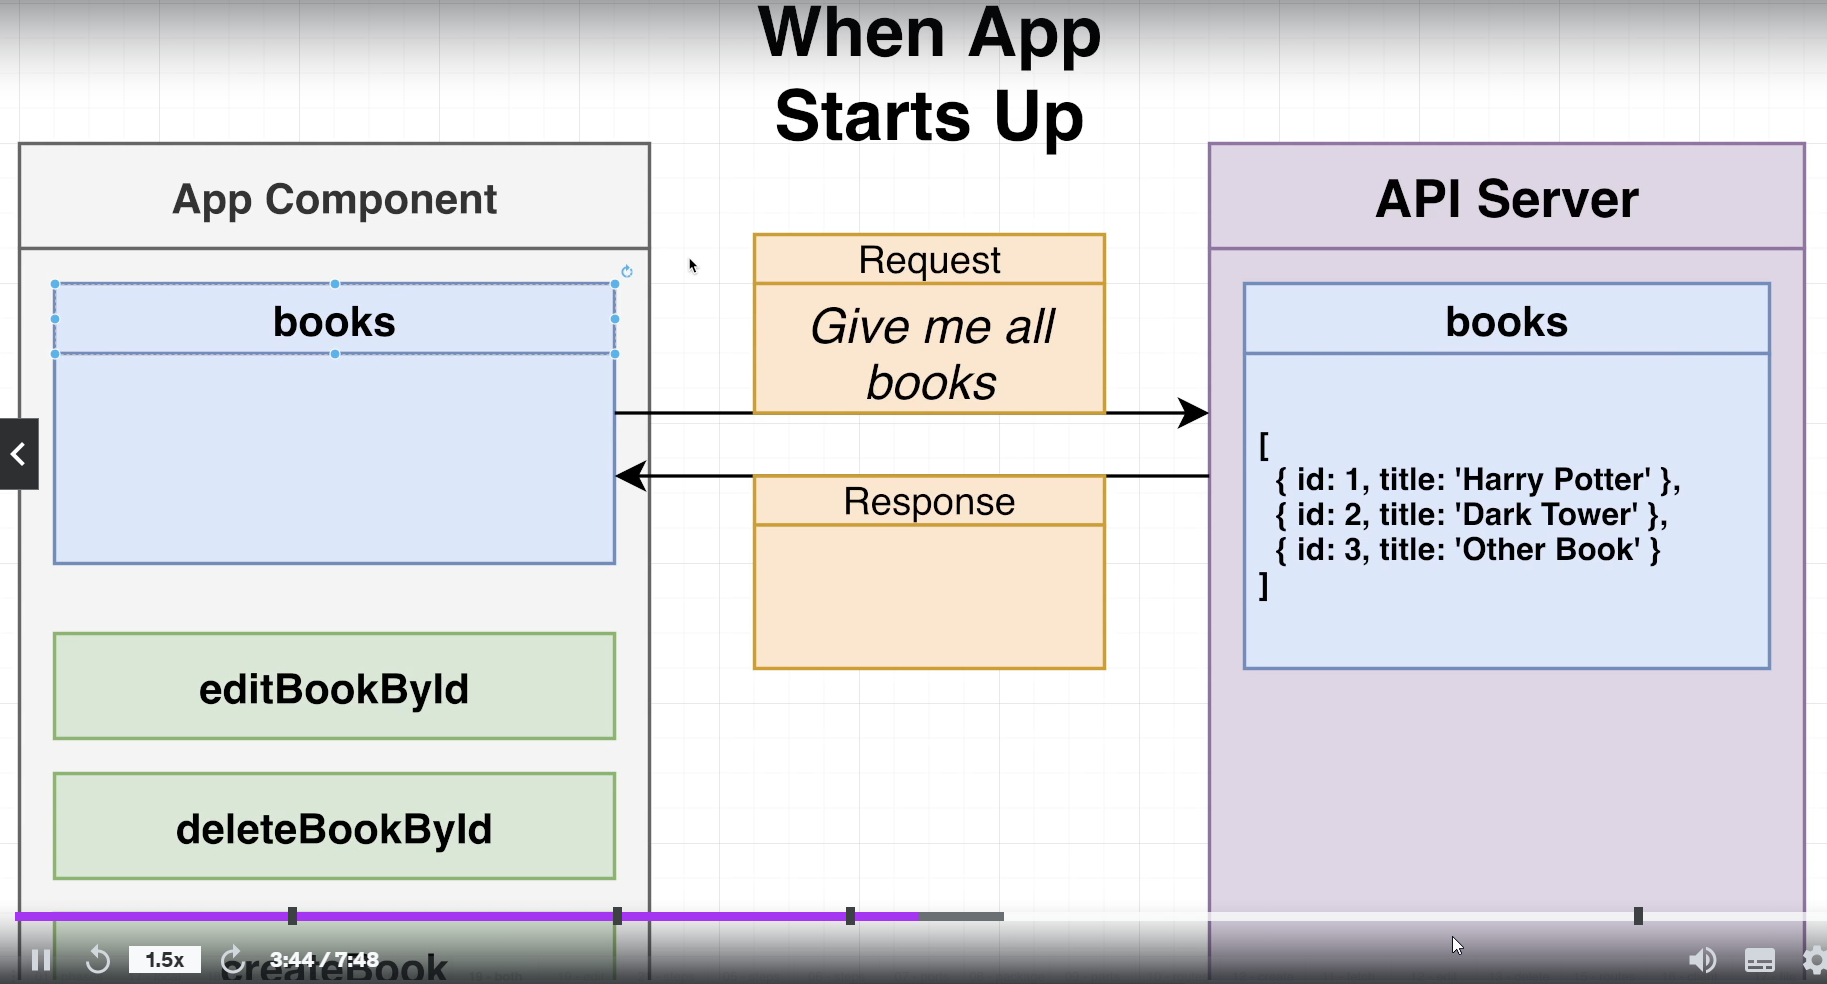 When App
Starts Up
App Component
books
editBookById
deleteBookById
createBook
Request
Give me all
books
Response
API Server
books
[
{ id: 1, title: 'Harry Potter' },
{ id: 2, title: 'Dark Tower' },
{ id: 3, title: 'Other Book' }
]
1.5x
3:44 / 7:48